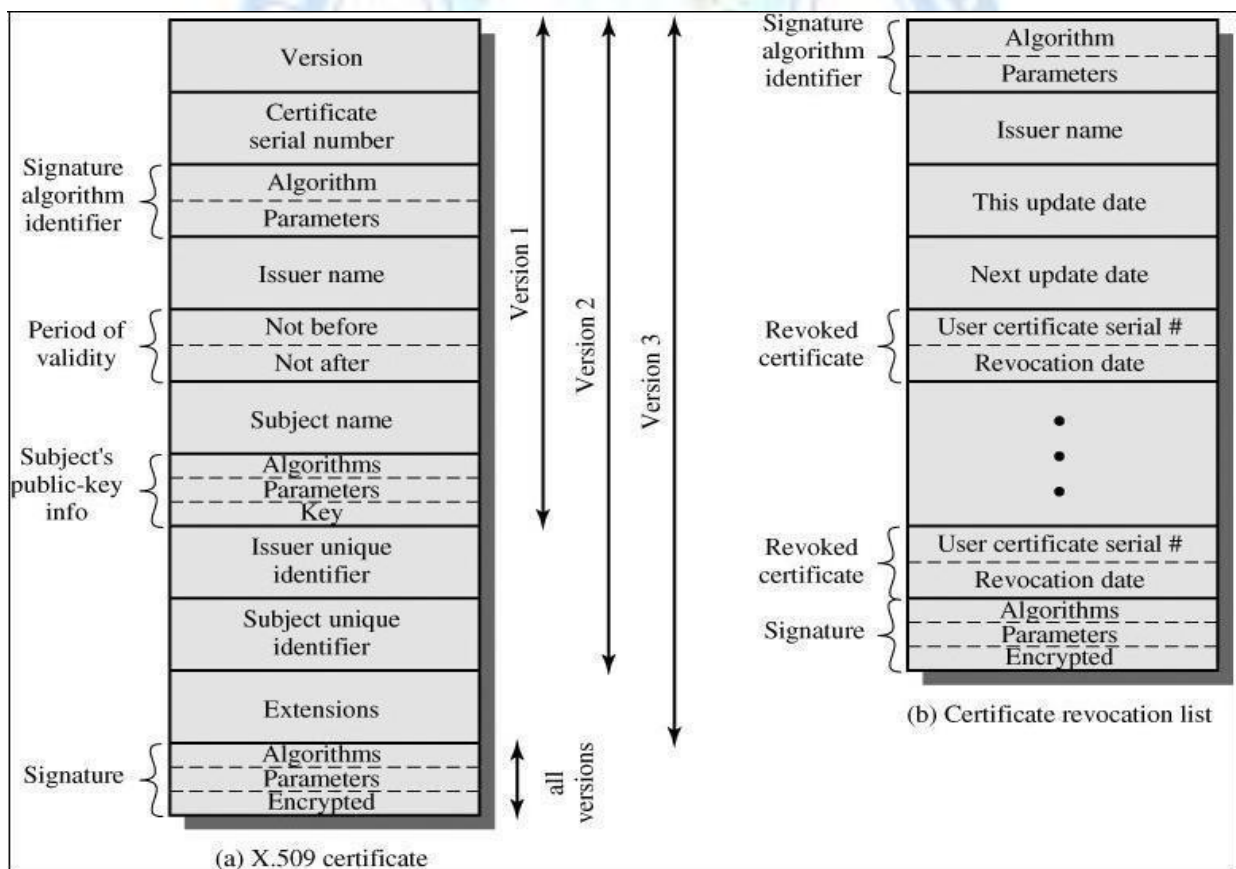 Version
Certificate
serial number
Signature
algorithm
identifier
Algorithm
Parameters
Issuer name
Period of
validity
Not before
Not after
Subject name
Subject's
public-key
info
Algorithms
Parameters
Key
Issuer unique
identifier
Subject unique
identifier
Extensions
Signature
Algorithms
Parameters
Encrypted
Version 1
Version 2
Version 3
all
versions
(a) X.509 certificate
Signature
algorithm
identifier
Algorithm
Parameters
Issuer name
This update date
Next update date
Revoked
certificate
User certificate serial #
Revocation date
Revoked
certificate
User certificate serial #
Revocation date
Signature
Algorithms
Parameters
Encrypted
(b) Certificate revocation list